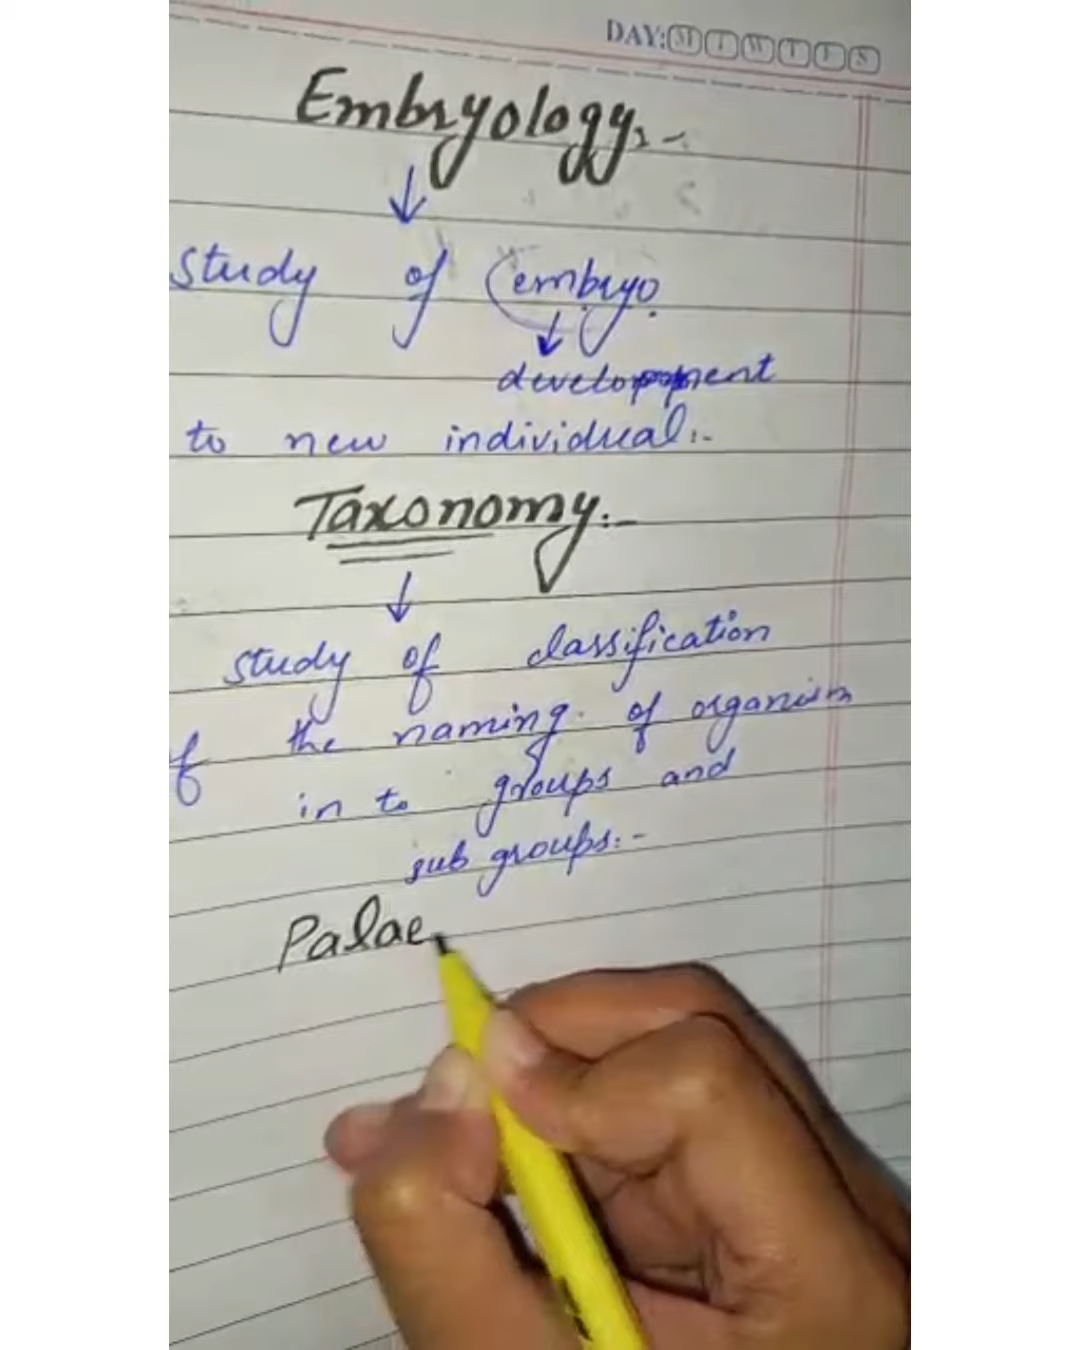 DAY: M T W T F S
Embryology:-
↓
study of (embryo.
↓
development
to new individual:-
Taxonomy:-
↓
study of classification
of the naming of organism
in to groups and
sub groups:-
Palae